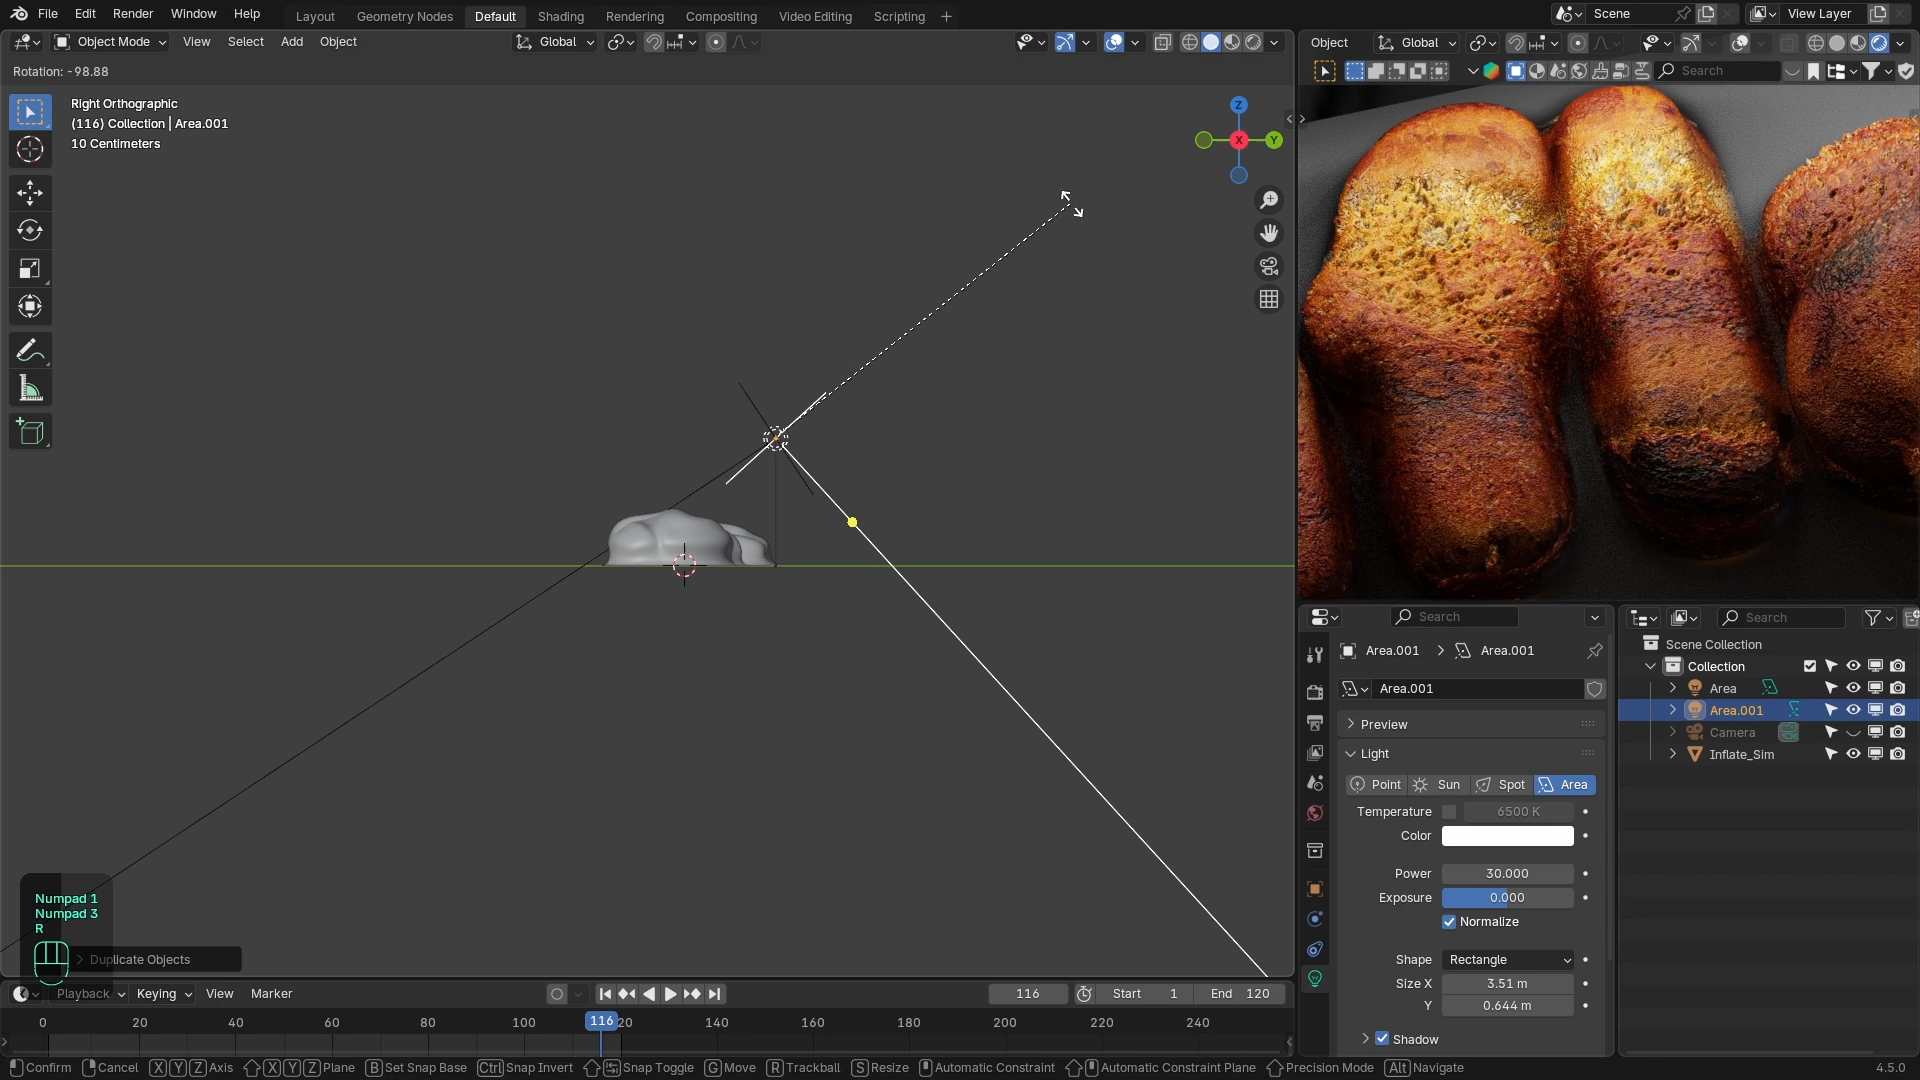 File Edit Render Window Help Layout Geometry Nodes Default Shading Rendering Compositing Video Editing Scripting Scene View Layer
Object Mode View Select Add Object Global
Object Global
Rotation: -98.88
Search
Right Orthographic
(116) Collection | Area.001
10 Centimeters
Z
X
Y
Search
Search
Area.001 Area.001
Scene Collection
Collection
Area.001
Area
Area.001
Preview
Camera
Light
Inflate_Sim
Point Sun Spot Area
Temperature 6500 K
Color
Power 30.000
Exposure 0.000
Normalize
Numpad 1
Numpad 3
R
Duplicate Objects
Shape Rectangle
Size X 3.51 m
Y 0.644 m
Playback Keying View Marker 116 Start 1 End 120
0 20 40 60 80 100 116 20 140 160 180 200 220 240
Shadow
Confirm Cancel X Y Z Axis X Y Z Plane B Set Snap Base Ctrl Snap Invert Snap Toggle G Move R Trackball S Resize Automatic Constraint Automatic Constraint Plane Precision Mode Alt Navigate 4.5.0